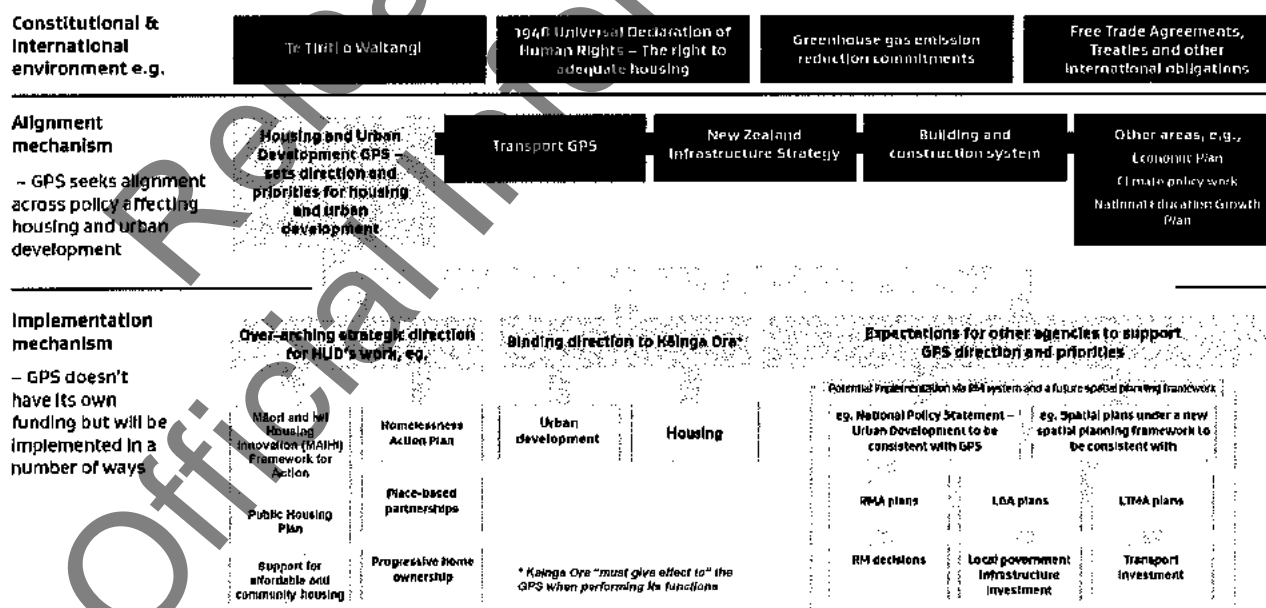 Constitutional &
International
environment e.g.
Te Tiriti o Waitangi
1948 Universal Declaration of
Human Rights – The right to
adequate housing
Greenhouse gas emission
reduction commitments
Free Trade Agreements,
Treaties and other
International obligations
Alignment
mechanism
– GPS seeks alignment
across policy affecting
housing and urban
development
Housing and Urban
Development GPS –
sets direction and
priorities for housing
and urban
development
Transport GPS
New Zealand
Infrastructure Strategy
Building and
construction system
Other areas, e.g.,
Economic Plan
Climate policy work
National Education Growth
Plan
Implementation
mechanism
– GPS doesn't
have its own
funding but will be
implemented in a
number of ways
Over-arching strategic direction
for HUD's work, eg.
Māori and Iwi
Housing
Innovation (MAIHI)
Framework for
Action
Homelessness
Action Plan
Public Housing
Plan
Place-based
partnerships
Support for
affordable and
community housing
Progressive home
ownership
Binding direction to Kāinga Ora*
Urban
development
Housing
* Kainga Ora "must give effect to" the
GPS when performing its functions
Expectations for other agencies to support
GPS direction and priorities
Potential implementation via RM system and a future spatial planning framework
eg. National Policy Statement –
Urban Development to be
consistent with GPS
eg. Spatial plans under a new
spatial planning framework to
be consistent with
RMA plans
LGA plans
LTMA plans
RM decisions
Local government
infrastructure
investment
Transport
investment
Official